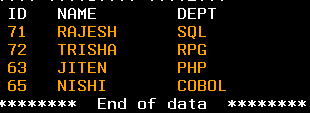 ID NAME DEPT
71 RAJESH SQL
72 TRISHA RPG
63 JITEN PHP
65 NISHI COBOL
******** End of data ********